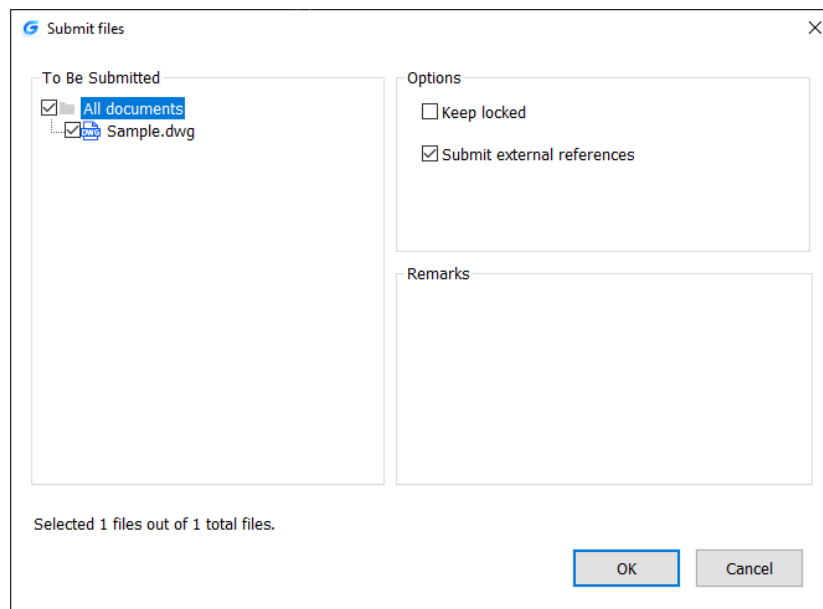 Submit files
To Be Submitted
All documents
DWG
Sample.dwg
Options
Keep locked
Submit external references
Remarks
Selected 1 files out of 1 total files.
OK
Cancel